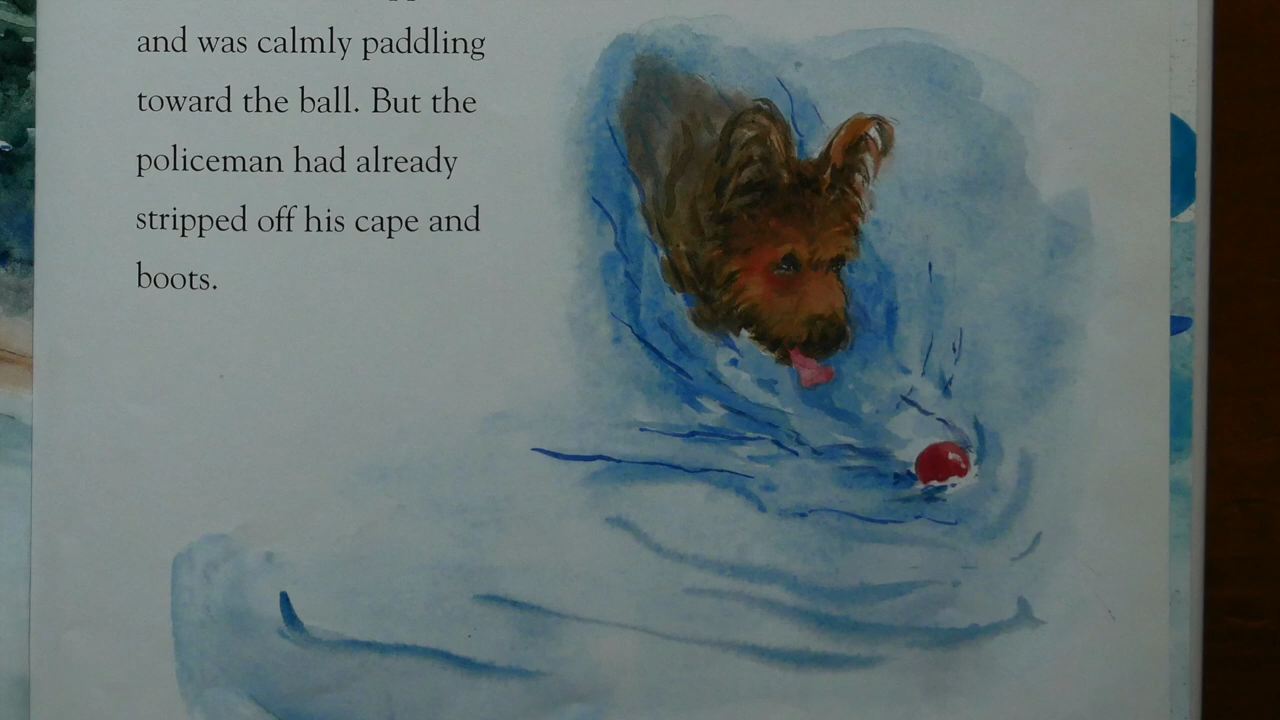 and was calmly paddling
toward the ball. But the
policeman had already
stripped off his cape and
boots.